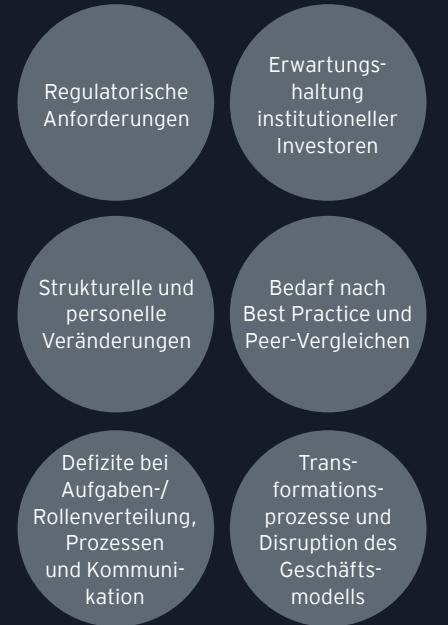 Regulatorische
Anforderungen
Erwartungs-
haltung
institutioneller
Investoren
Strukturelle und
personelle
Veränderungen
Bedarf nach
Best Practice und
Peer-Vergleichen
Defizite bei
Aufgaben-/
Rollenverteilung,
Prozessen
und Kommuni-
kation
Trans-
formations-
prozesse und
Disruption des
Geschäfts-
modells